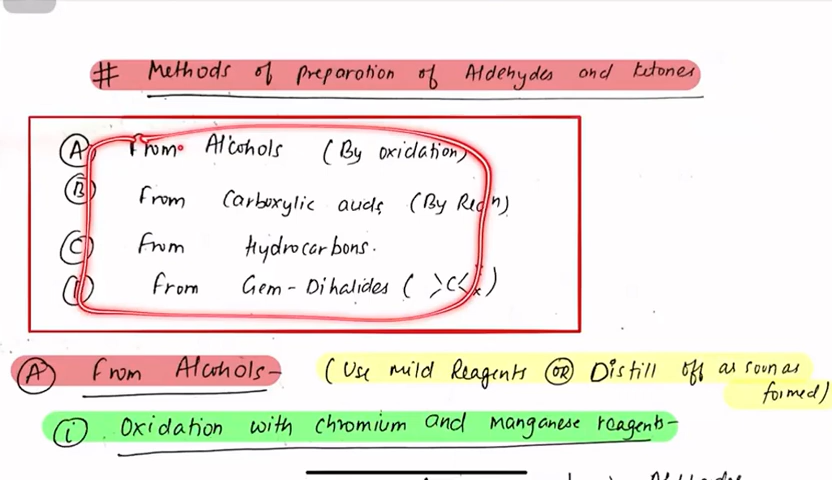 # Methods of preparation of Aldehydes and ketones
(A) From Alcohols (By oxidation)
(B) From Carboxylic acids (By Redn)
(C) From Hydrocarbons.
From Gem-Dihalides ( >C< )
(A) From Alcohols- (Use mild Reagents OR Distill off as soon as formed)
(i) Oxidation with chromium and manganese reagents-